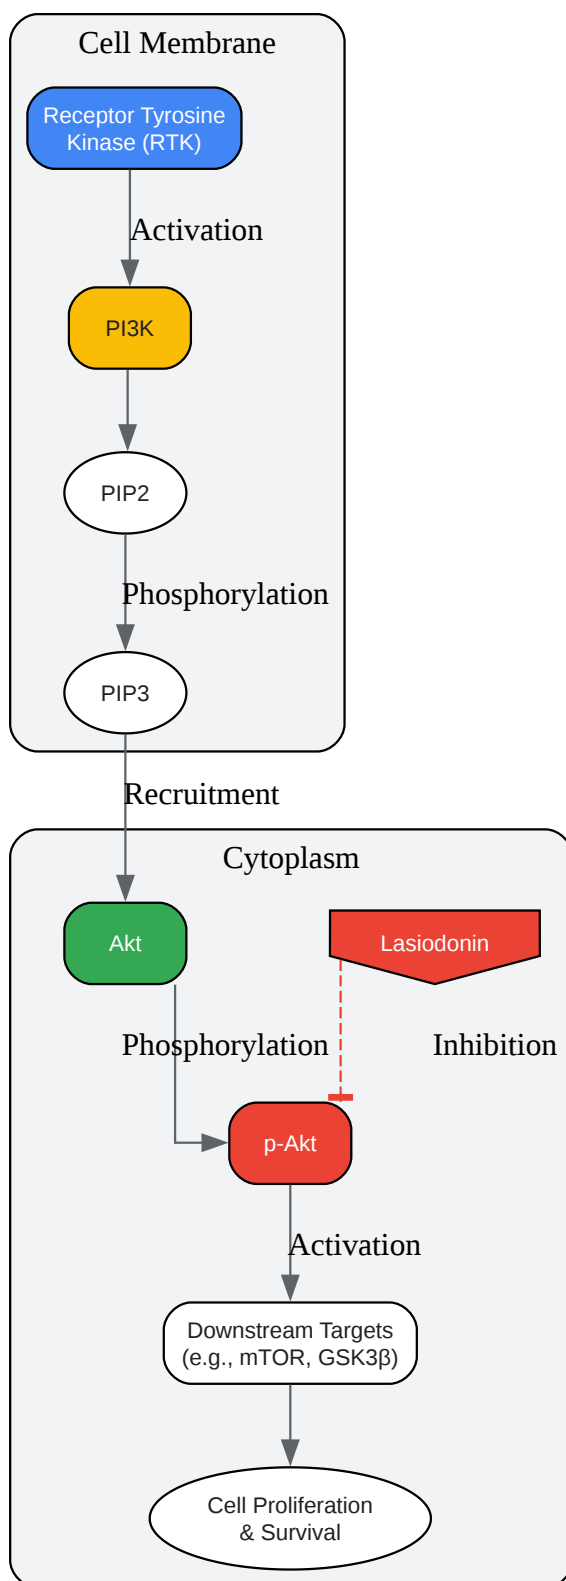 Cell Membrane
Receptor Tyrosine
Kinase (RTK)
Activation
PI3K
PIP2
Phosphorylation
PIP3
Recruitment
Cytoplasm
Akt
Lasiodonin
Phosphorylation
Inhibition
p-Akt
Activation
Downstream Targets
(e.g., mTOR, GSK3β)
Cell Proliferation
& Survival